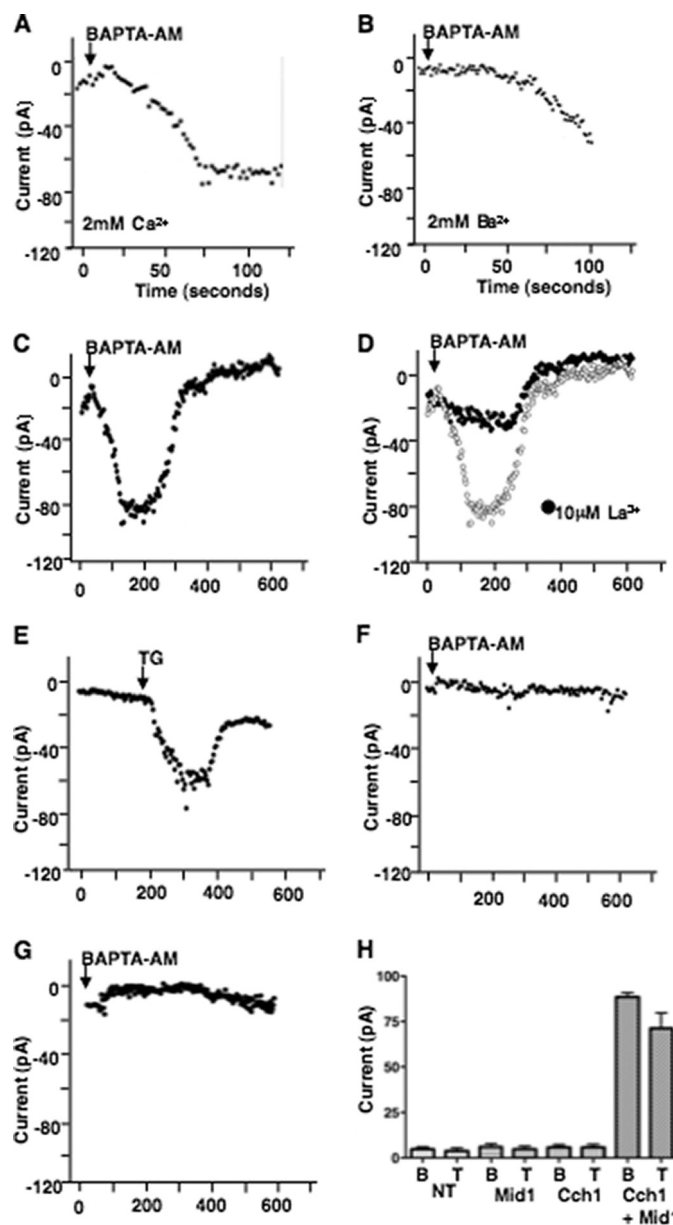 A
BAPTA-AM
Current (pA)
0
-40
-80
-120
2mM Ca²⁺
0 50 100
Time (seconds)
B
BAPTA-AM
Current (pA)
0
-40
-80
-120
2mM Ba²⁺
0 50 100
Time (seconds)
C
BAPTA-AM
Current (pA)
0
-40
-80
-120
0 200 400 600
D
BAPTA-AM
Current (pA)
0
-40
-80
-120
10µM La³⁺
0 200 400 600
E
TG
Current (pA)
0
-40
-80
-120
0 200 400 600
F
BAPTA-AM
Current (pA)
0
-40
-80
-120
200 400 600
G
BAPTA-AM
Current (pA)
0
-40
-80
-120
0 200 400 600
H
Current (pA)
100
75
50
25
0
B T B T B T B T
NT Mid1 Cch1 Cch1
+ Mid1